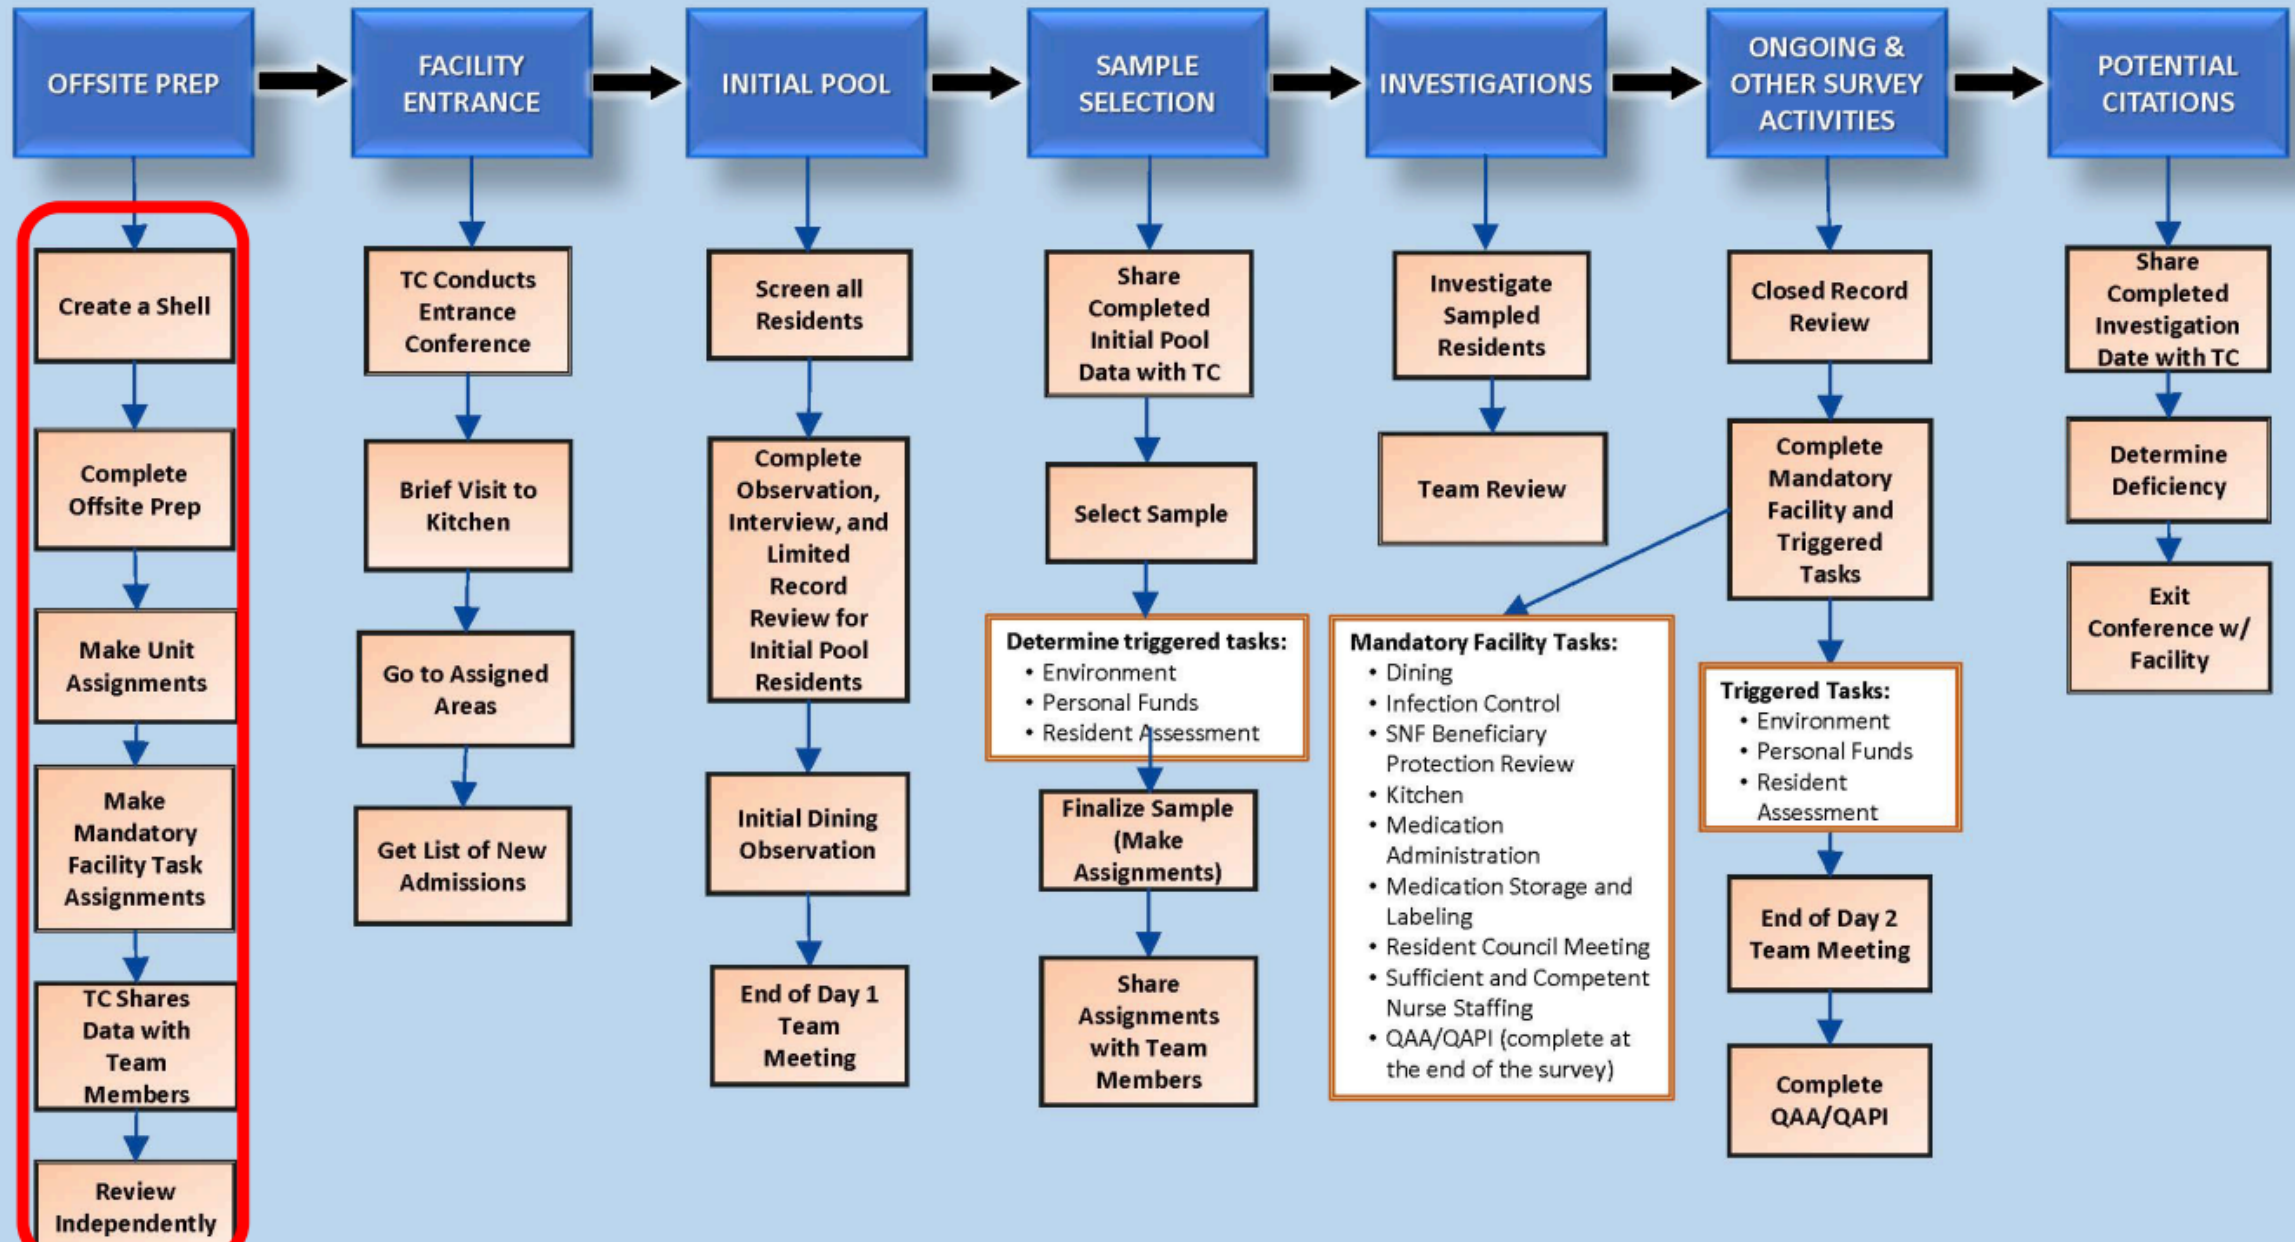 OFFSITE PREP
FACILITY
ENTRANCE
INITIAL POOL
SAMPLE
SELECTION
INVESTIGATIONS
ONGOING &
OTHER SURVEY
ACTIVITIES
POTENTIAL
CITATIONS
Create a Shell
Complete
Offsite Prep
Make Unit
Assignments
Make
Mandatory
Facility Task
Assignments
TC Shares
Data with
Team
Members
Review
Independently
TC Conducts
Entrance
Conference
Brief Visit to
Kitchen
Go to Assigned
Areas
Get List of New
Admissions
Screen all
Residents
Complete
Observation,
Interview, and
Limited
Record
Review for
Initial Pool
Residents
Initial Dining
Observation
End of Day 1
Team
Meeting
Share
Completed
Initial Pool
Data with TC
Select Sample
Determine triggered tasks:
• Environment
• Personal Funds
• Resident Assessment
Finalize Sample
(Make
Assignments)
Share
Assignments
with Team
Members
Investigate
Sampled
Residents
Team Review
Mandatory Facility Tasks:
• Dining
• Infection Control
• SNF Beneficiary
Protection Review
• Kitchen
• Medication
Administration
• Medication Storage and
Labeling
• Resident Council Meeting
• Sufficient and Competent
Nurse Staffing
• QAA/QAPI (complete at
the end of the survey)
Closed Record
Review
Complete
Mandatory
Facility and
Triggered
Tasks
Triggered Tasks:
• Environment
• Personal Funds
• Resident
Assessment
End of Day 2
Team Meeting
Complete
QAA/QAPI
Share
Completed
Investigation
Date with TC
Determine
Deficiency
Exit
Conference w/
Facility